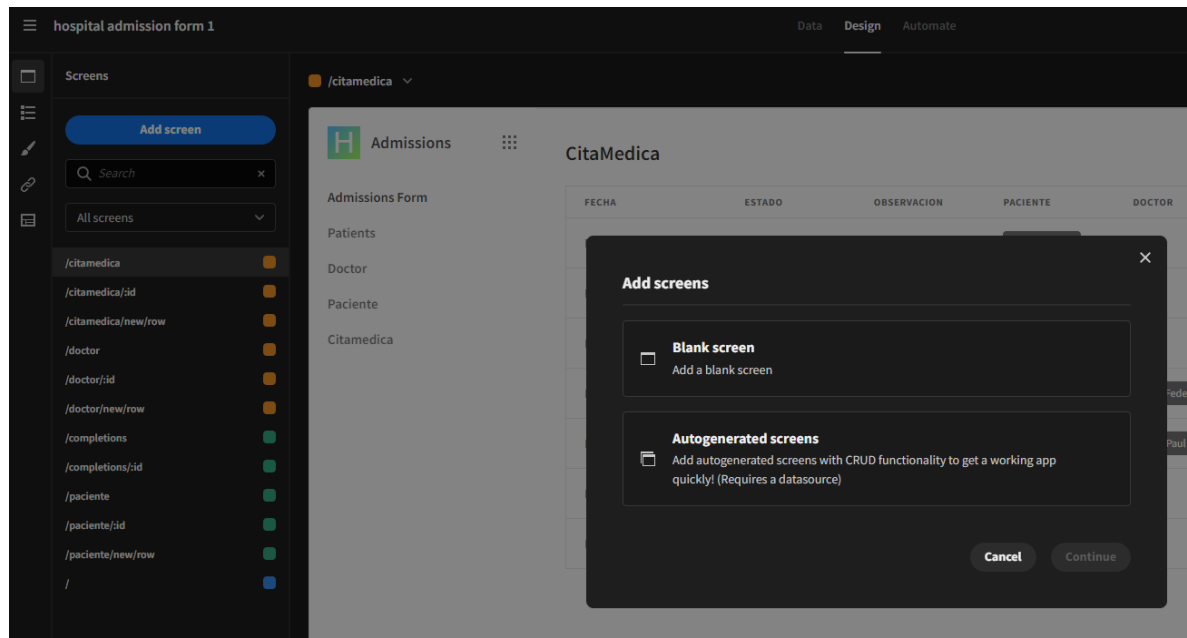 hospital admission form 1
Data Design Automate
Screens
Add screen
Search
All screens
/citamedica
/citamedica/:id
/citamedica/new/row
/doctor
/doctor/:id
/doctor/new/row
/completions
/completions/:id
/paciente
/paciente/:id
/paciente/new/row
/
/citamedica
H Admissions
Admissions Form
Patients
Doctor
Paciente
Citamedica
CitaMedica
FECHA ESTADO OBSERVACION PACIENTE DOCTOR
Fede
Paul
Add screens
Blank screen
Add a blank screen
Autogenerated screens
Add autogenerated screens with CRUD functionality to get a working app
quickly! (Requires a datasource)
Cancel Continue